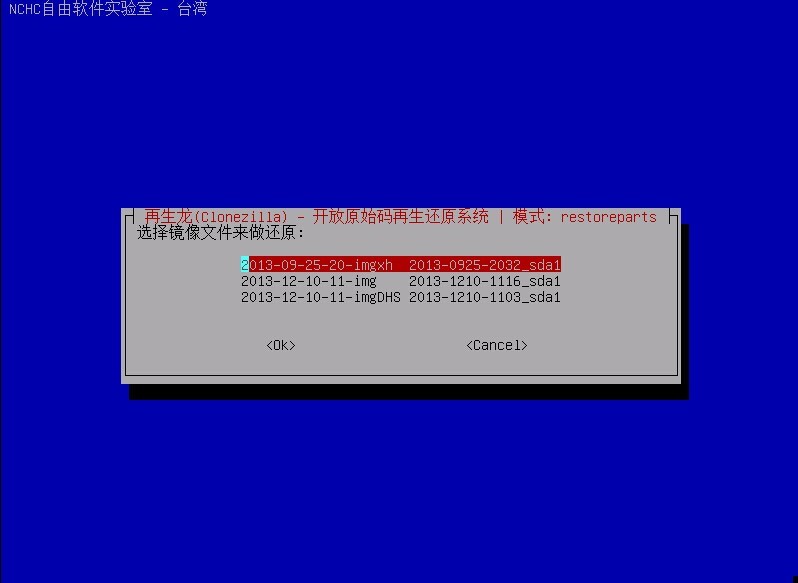 NCHC自由软件实验室 - 台湾
再生龙(Clonezilla) - 开放原始码再生还原系统 | 模式: restoreparts
选择镜像文件来做还原:
2013-09-25-20-imgxh 2013-0925-2032_sda1
2013-12-10-11-img 2013-1210-1116_sda1
2013-12-10-11-imgDHS 2013-1210-1103_sda1
<Ok> <Cancel>